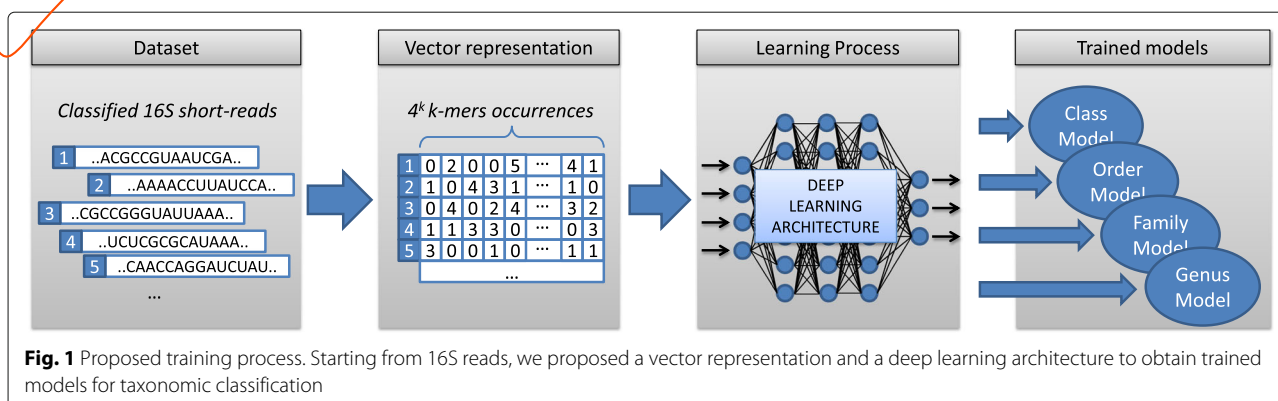 Dataset
Classified 16S short-reads
1 ..ACGCCGUAAUCGA..
2 ..AAAACCUUAUCCA..
3 ..CGCCGGGUAUUAAA..
4 ..UCUCGCGCAUAAA..
5 ..CAACCAGGAUCUAU..
...
Vector representation
4^k k-mers occurrences
1 0 2 0 0 5 ... 4 1
2 1 0 4 3 1 ... 1 0
3 0 4 0 2 4 ... 3 2
4 1 1 3 3 0 ... 0 3
5 3 0 0 1 0 ... 1 1
...
Learning Process
DEEP
LEARNING
ARCHITECTURE
Trained models
Class
Model
Order
Model
Family
Model
Genus
Model
Fig. 1 Proposed training process. Starting from 16S reads, we proposed a vector representation and a deep learning architecture to obtain trained
models for taxonomic classification